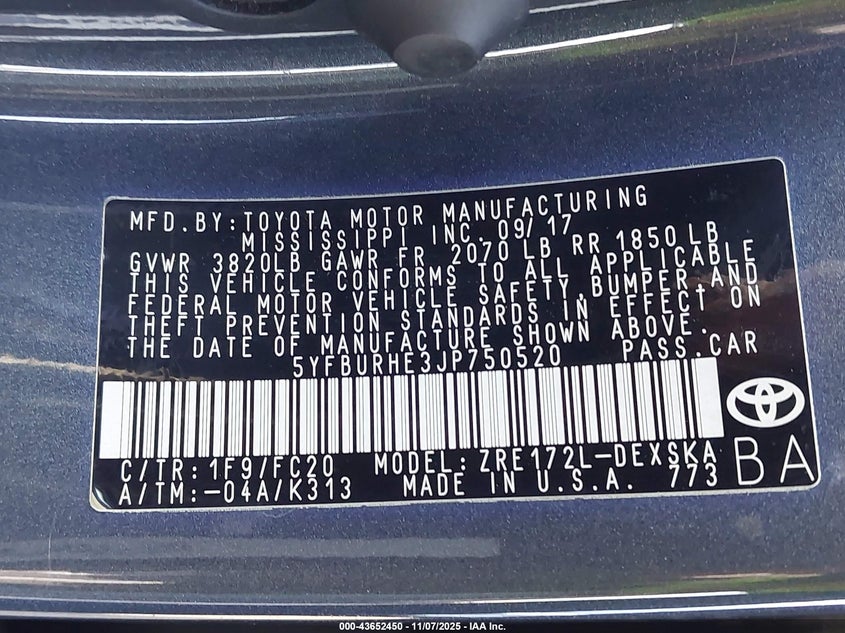 MFD.BY:TOYOTA MOTOR MANUFACTURING
MISSISSIPPI INC. 09/17
GVWR 3820LB GAWR FR 2070 LB RR 1850 LB
THIS VEHICLE CONFORMS TO ALL APPLICABLE
FEDERAL MOTOR VEHICLE SAFETY,BUMPER,AND
THEFT PREVENTION STANDARDS IN EFFECT ON
THE DATE OF MANUFACTURE SHOWN ABOVE.
5YFBURHE3JP750520 PASS.CAR
C/TR:1F9/FC20 MODEL:ZRE172L-DEXSKA
A/TM:-04A/K313 MADE IN U.S.A. 773
BA
000-43652450 - 11/07/2025 - IAA Inc.